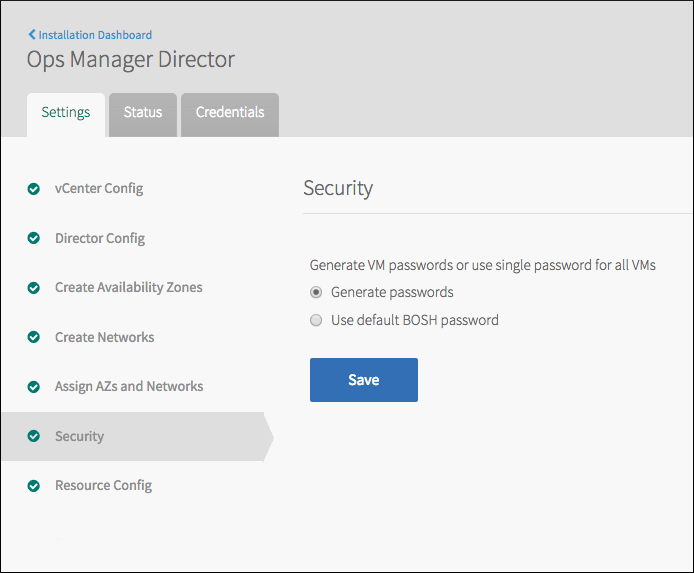 Installation Dashboard
Ops Manager Director
Settings
Status
Credentials
vCenter Config
Director Config
Create Availability Zones
Create Networks
Assign AZs and Networks
Security
Resource Config
Security
Generate VM passwords or use single password for all VMs
Generate passwords
Use default BOSH password
Save